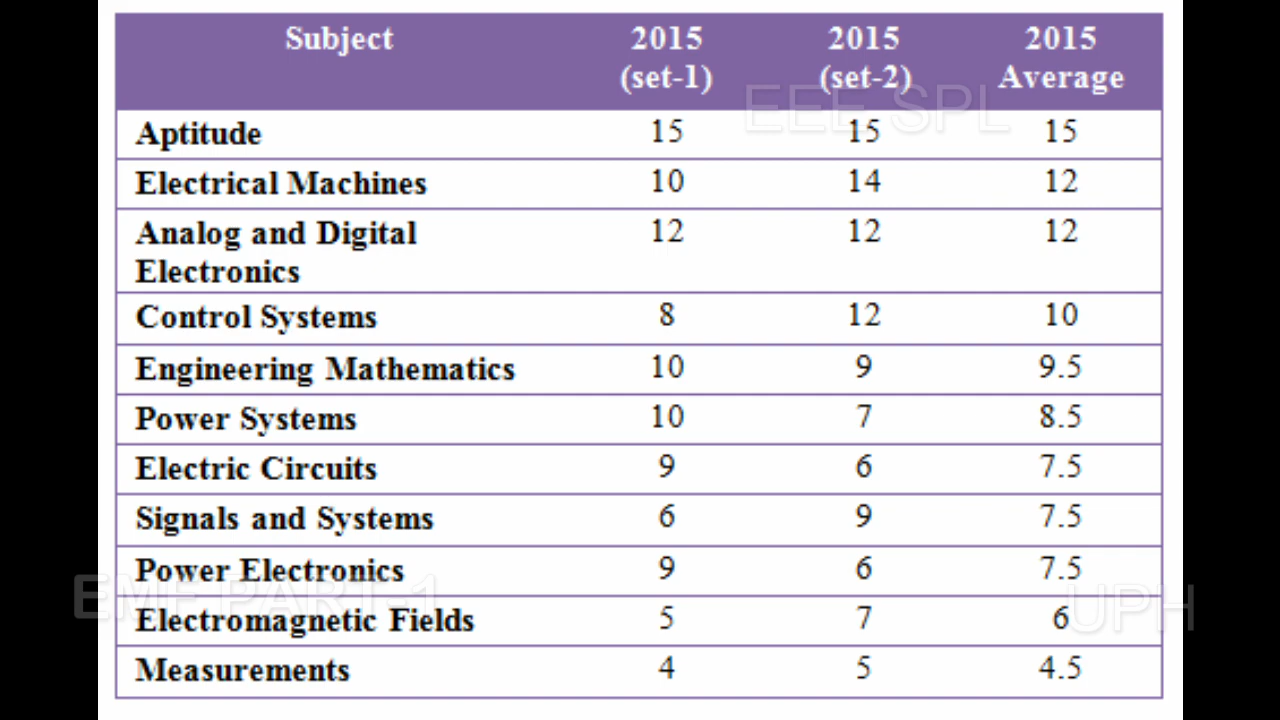 Subject 2015 2015 2015
(set-1) (set-2) Average
EEE SPL
Aptitude 15 15 15
Electrical Machines 10 14 12
Analog and Digital 12 12 12
Electronics
Control Systems 8 12 10
Engineering Mathematics 10 9 9.5
Power Systems 10 7 8.5
Electric Circuits 9 6 7.5
Signals and Systems 6 9 7.5
Power Electronics 9 6 7.5
EMF PART-1 UPH
Electromagnetic Fields 5 7 6
Measurements 4 5 4.5